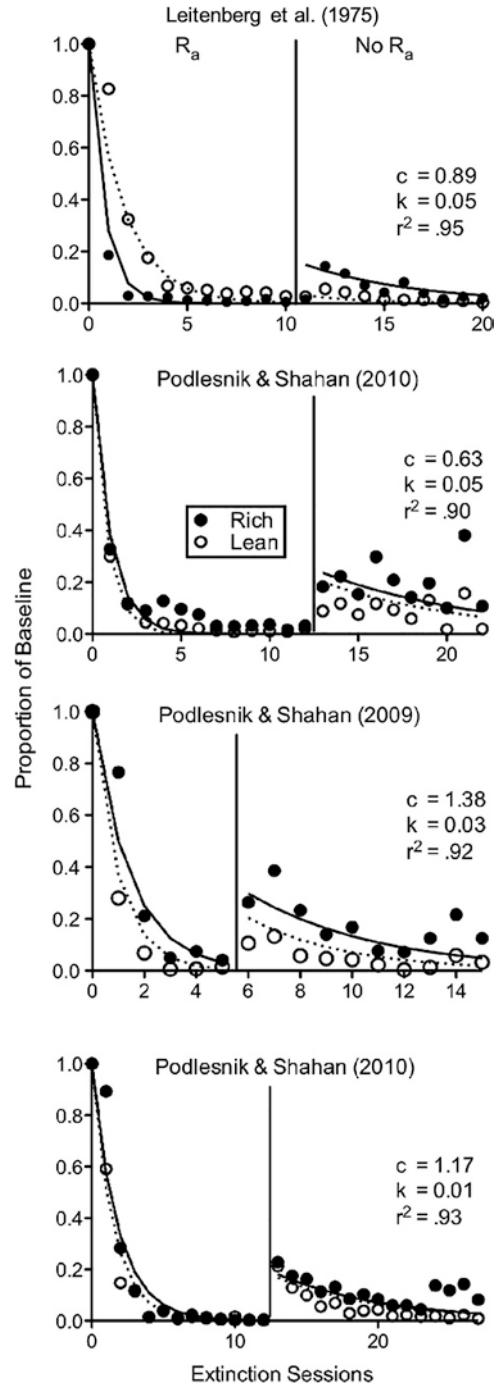 Leitenberg et al. (1975)
Rₐ No Rₐ
1.0
0.8
0.6
0.4
0.2
0.0
c = 0.89
k = 0.05
r² = .95
0 5 10 15 20
Podlesnik & Shahan (2010)
1.0
0.8
0.6
0.4
0.2
0.0
c = 0.63
k = 0.05
r² = .90
Rich
Lean
0 5 10 15 20
Proportion of Baseline
Podlesnik & Shahan (2009)
1.0
0.8
0.6
0.4
0.2
0.0
c = 1.38
k = 0.03
r² = .92
0 2 4 6 8 10 12 14
Podlesnik & Shahan (2010)
1.0
0.8
0.6
0.4
0.2
0.0
c = 1.17
k = 0.01
r² = .93
0 10 20
Extinction Sessions